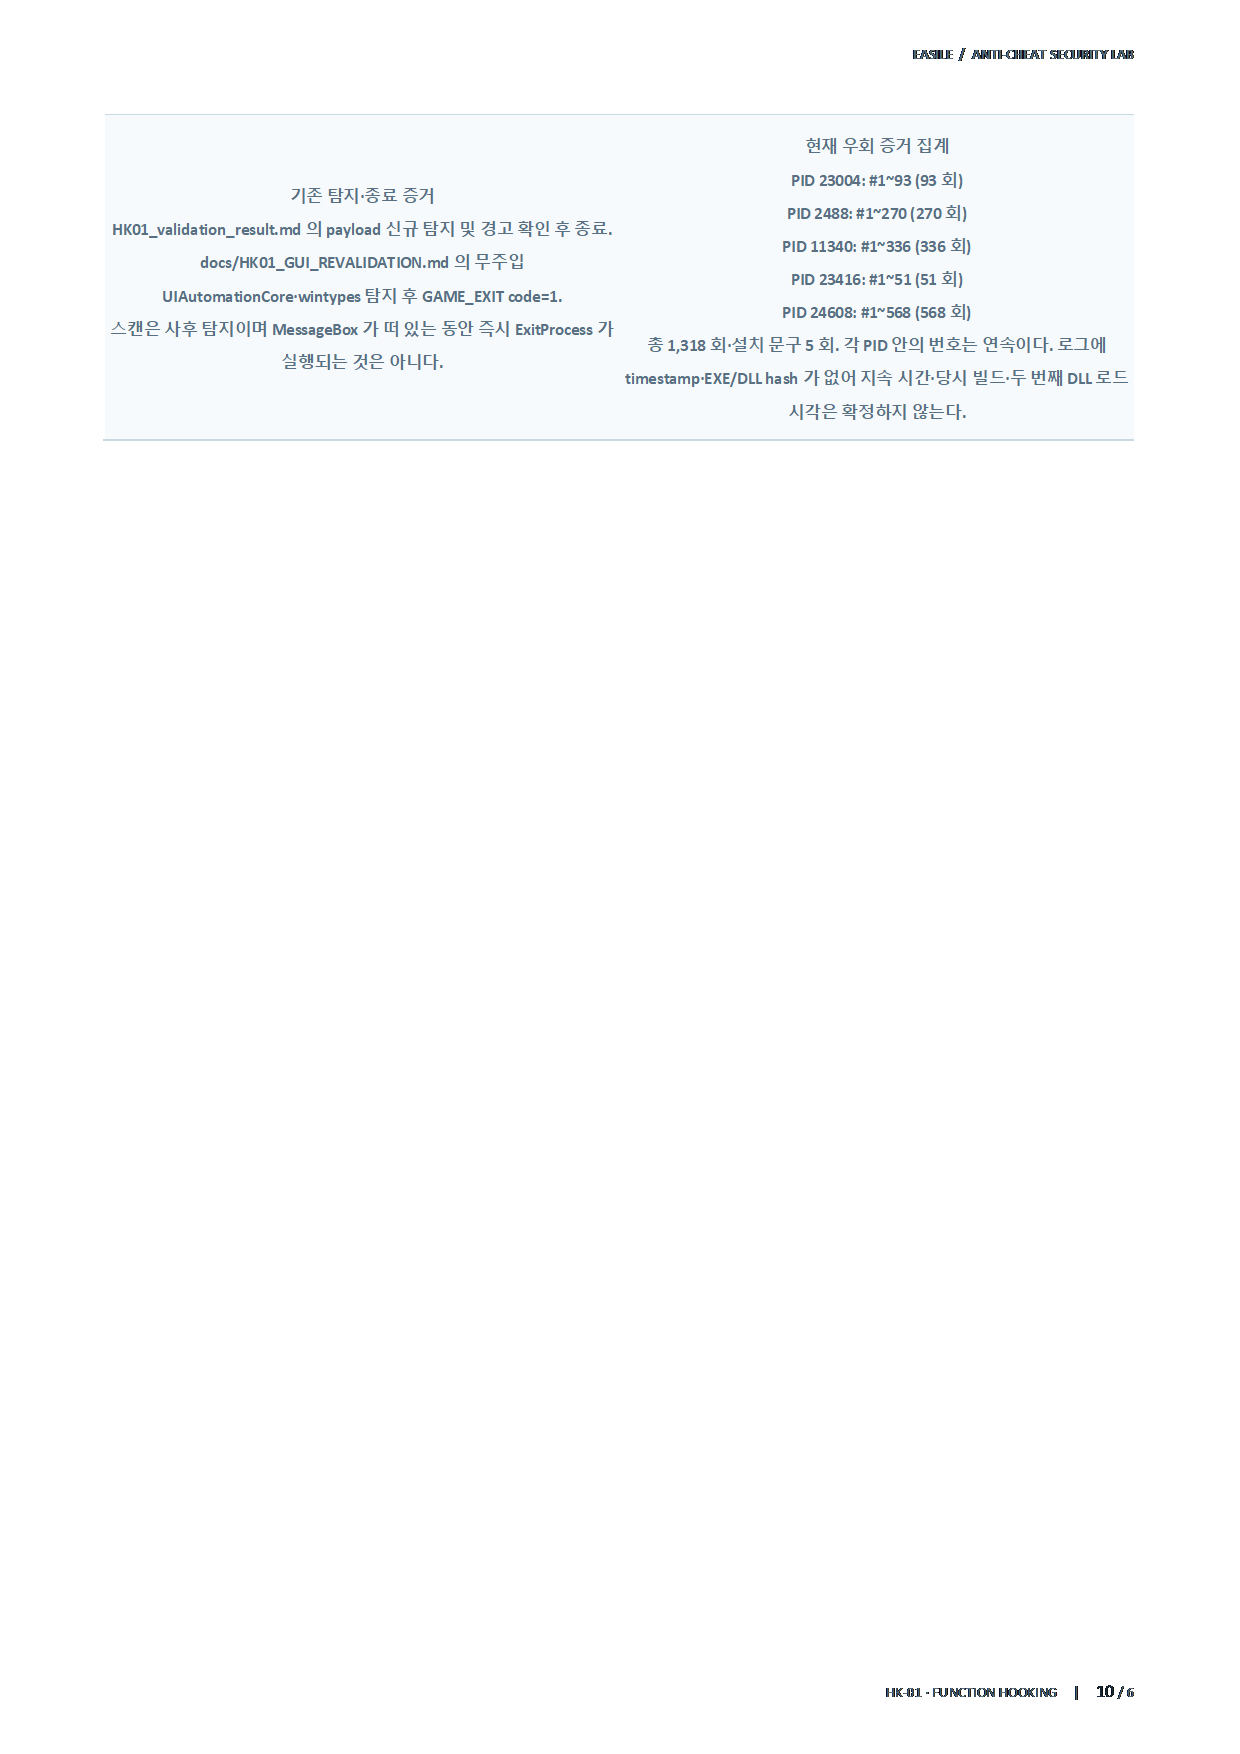 EASILE / ANTI-CHEAT SECURITY LAB
기존 탐지·종료 증거
HK01_validation_result.md 의 payload 신규 탐지 및 경고 확인 후 종료.
docs/HK01_GUI_REVALIDATION.md 의 무주입
UIAutomationCore·wintypes 탐지 후 GAME_EXIT code=1.
스캔은 사후 탐지이며 MessageBox 가 떠 있는 동안 즉시 ExitProcess 가
실행되는 것은 아니다.
현재 우회 증거 집계
PID 23004: #1~93 (93 회)
PID 2488: #1~270 (270 회)
PID 11340: #1~336 (336 회)
PID 23416: #1~51 (51 회)
PID 24608: #1~568 (568 회)
총 1,318 회·설치 문구 5 회. 각 PID 안의 번호는 연속이다. 로그에
timestamp·EXE/DLL hash 가 없어 지속 시간·당시 빌드·두 번째 DLL 로드
시각은 확정하지 않는다.
HK-01 · FUNCTION HOOKING | 10 / 6